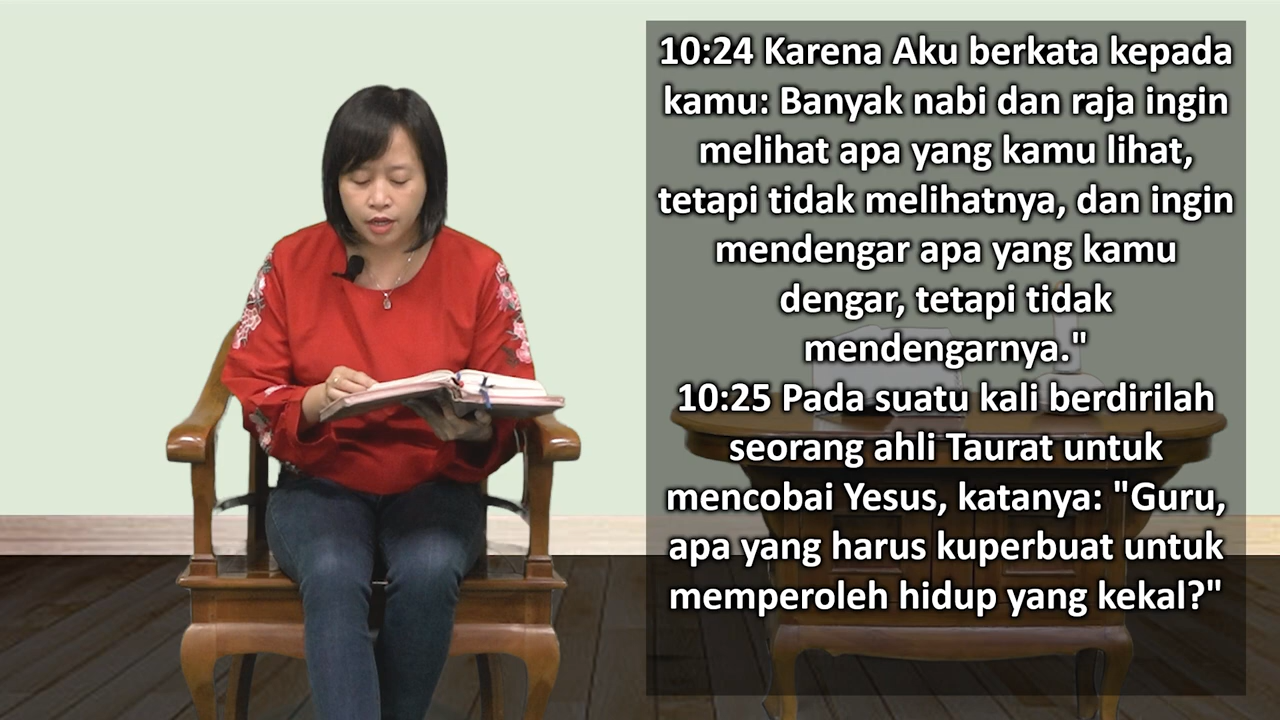 10:24 Karena Aku berkata kepada
kamu: Banyak nabi dan raja ingin
melihat apa yang kamu lihat,
tetapi tidak melihatnya, dan ingin
mendengar apa yang kamu
dengar, tetapi tidak
mendengarnya."
10:25 Pada suatu kali berdirilah
seorang ahli Taurat untuk
mencobai Yesus, katanya: "Guru,
apa yang harus kuperbuat untuk
memperoleh hidup yang kekal?"